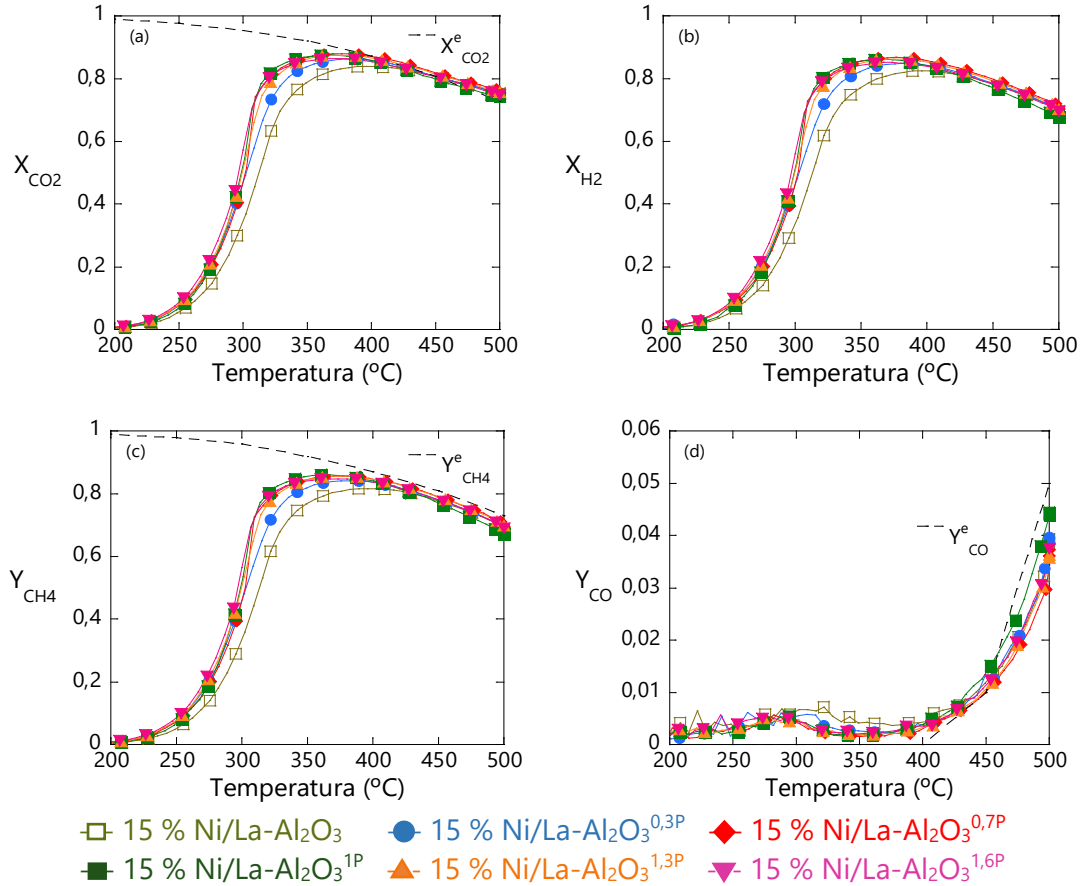 1
0,8
0,6
0,4
0,2
0
(a)
X^e_CO2
X_CO2
200 250 300 350 400 450 500
Temperatura (ºC)
1
0,8
0,6
0,4
0,2
0
(b)
X_H2
200 250 300 350 400 450 500
Temperatura (ºC)
1
0,8
0,6
0,4
0,2
0
(c)
Y^e_CH4
Y_CH4
200 250 300 350 400 450 500
Temperatura (ºC)
0,06
0,05
0,04
0,03
0,02
0,01
0
(d)
Y^e_CO
Y_CO
200 250 300 350 400 450 500
Temperatura (ºC)
15 % Ni/La-Al₂O₃ 15 % Ni/La-Al₂O₃^0,3P 15 % Ni/La-Al₂O₃^0,7P
15 % Ni/La-Al₂O₃^1P 15 % Ni/La-Al₂O₃^1,3P 15 % Ni/La-Al₂O₃^1,6P